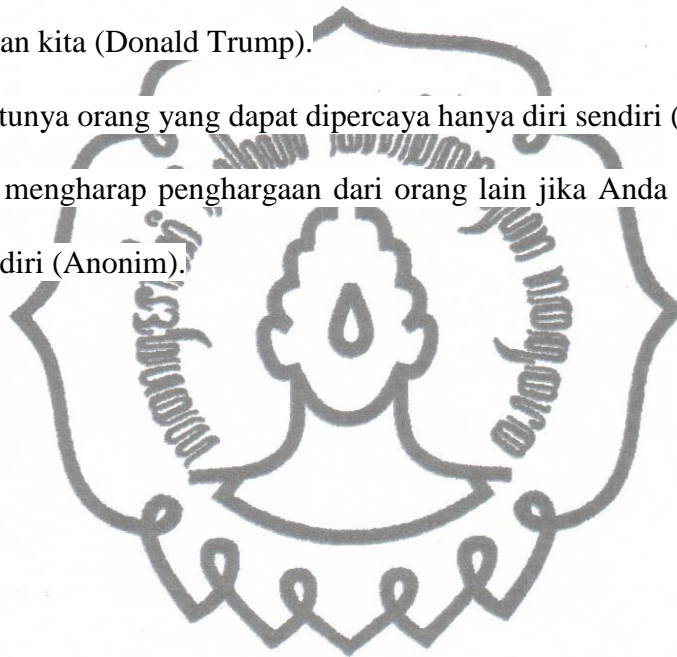 an kita (Donald Trump).
tunya orang yang dapat dipercaya hanya diri sendiri (
mengharap penghargaan dari orang lain jika Anda
diri (Anonim).